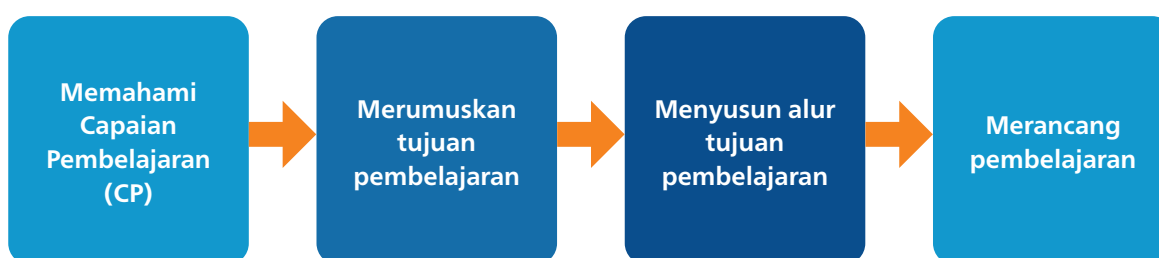 Memahami
Capaian
Pembelajaran
(CP)
Merumuskan
tujuan
pembelajaran
Menyusun alur
tujuan
pembelajaran
Merancang
pembelajaran